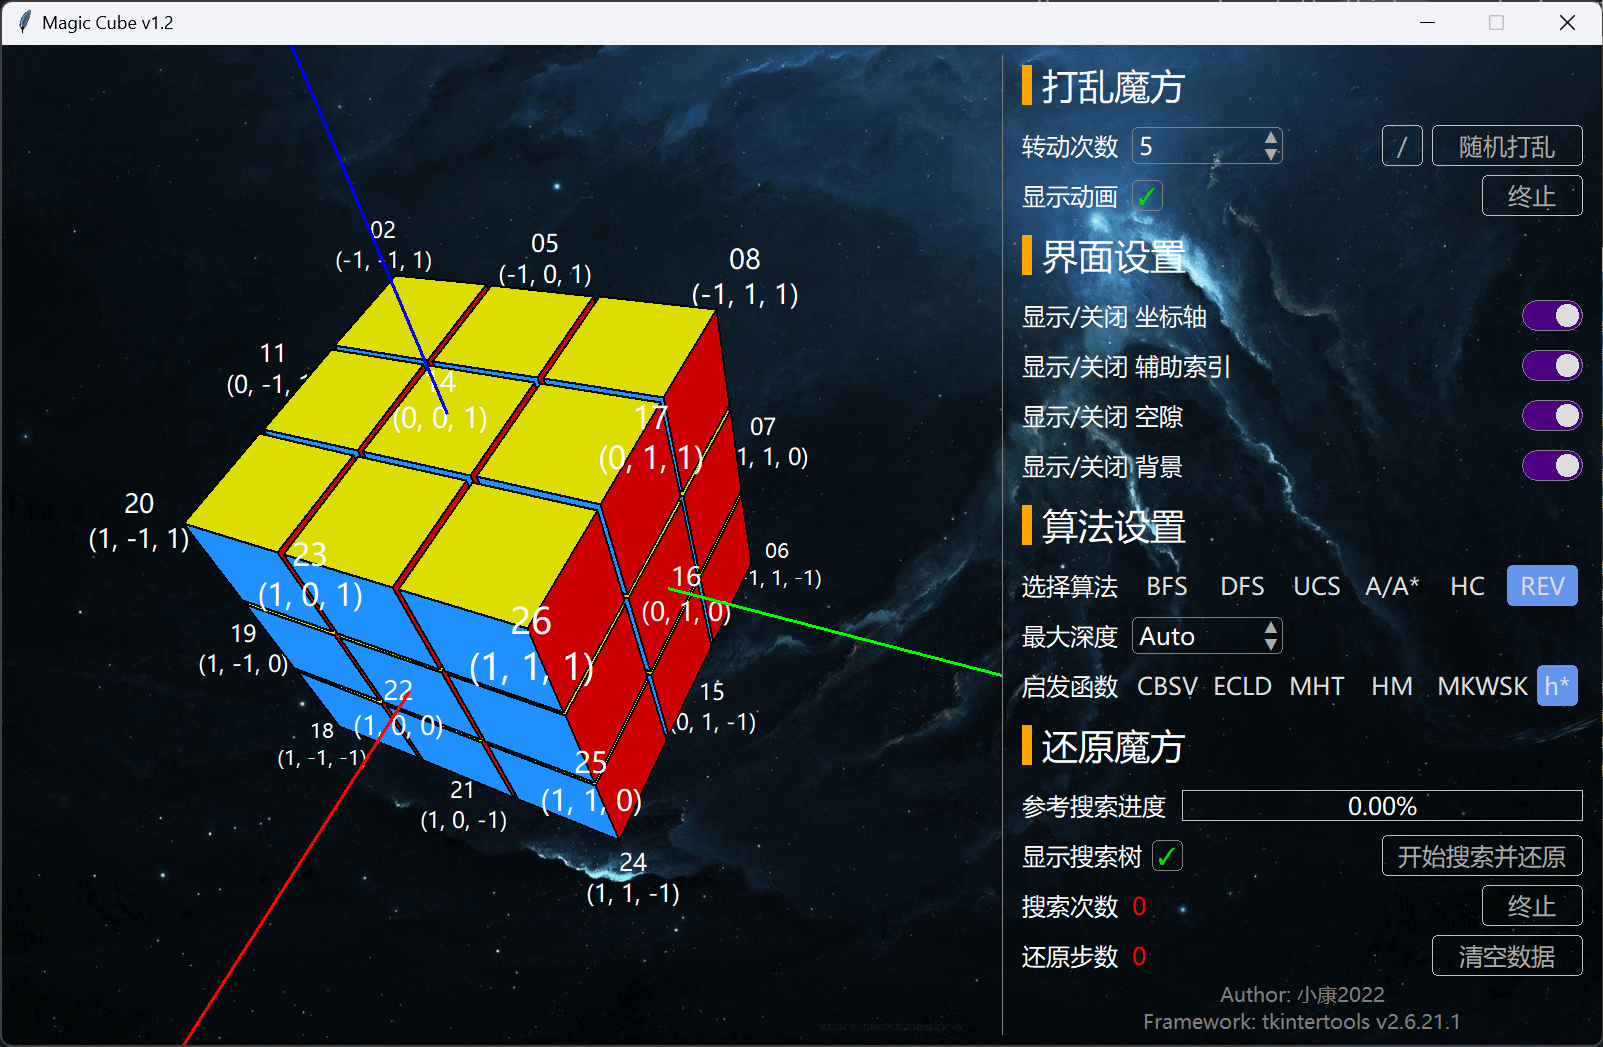 Magic Cube v1.2
02
(-1, -1, 1)
05
(-1, 0, 1)
08
(-1, 1, 1)
11
(0, -1,
14
(0, 0, 1)
17
(0, 1, 1)
07
1, 1, 0)
20
(1, -1, 1)
23
(1, 0, 1)
26
(1, 1, 1)
16
(0, 1, 0)
06
-1, 1, -1)
19
(1, -1, 0)
22
(1, 0, 0)
15
(0, 1, -1)
18
(1, -1, -1)
25
(1, 1, 0)
21
(1, 0, -1)
24
(1, 1, -1)
打乱魔方
转动次数 5 / 随机打乱
显示动画 ✓ 终止
界面设置
显示/关闭 坐标轴
显示/关闭 辅助索引
显示/关闭 空隙
显示/关闭 背景
算法设置
选择算法 BFS DFS UCS A/A* HC REV
最大深度 Auto
启发函数 CBSV ECLD MHT HM MKWSK h*
还原魔方
参考搜索进度 0.00%
显示搜索树 ✓ 开始搜索并还原
搜索次数 0 终止
还原步数 0 清空数据
Author: 小康2022
Framework: tkintertools v2.6.21.1